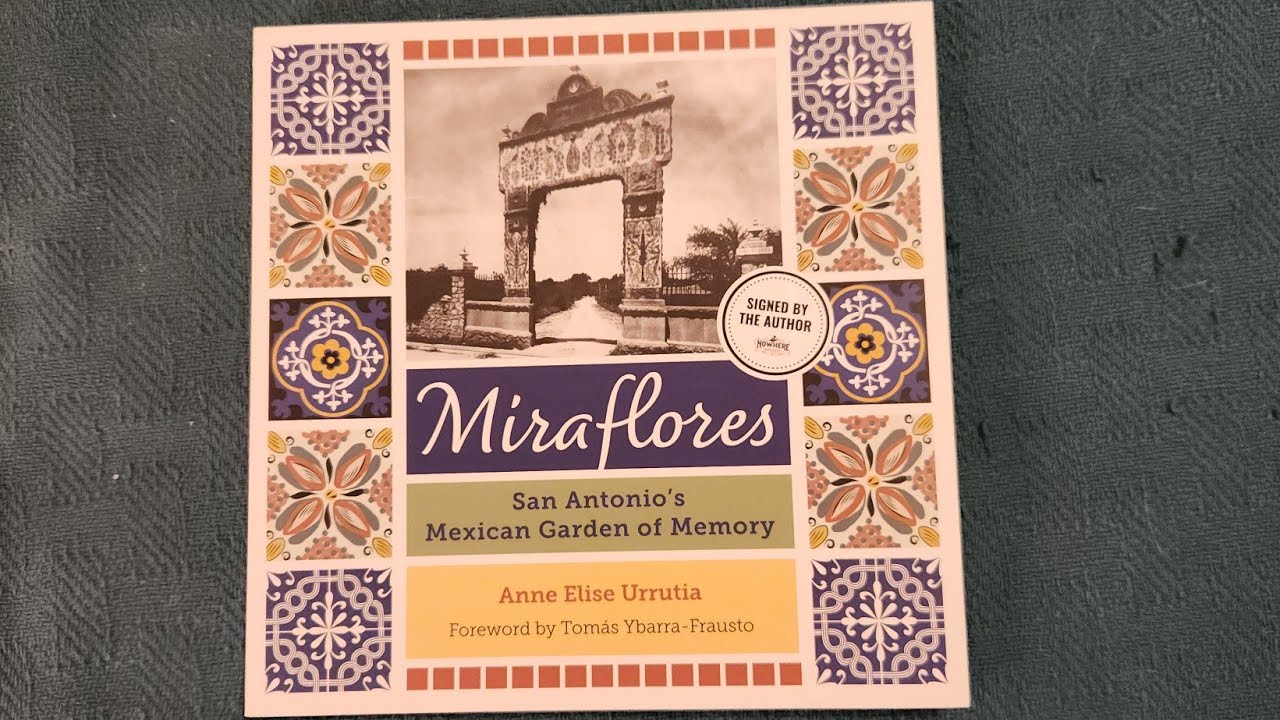 SIGNED BY
THE AUTHOR
NOWHERE
Miraflores
San Antonio's
Mexican Garden of Memory
Anne Elise Urrutia
Foreword by Tomás Ybarra-Frausto